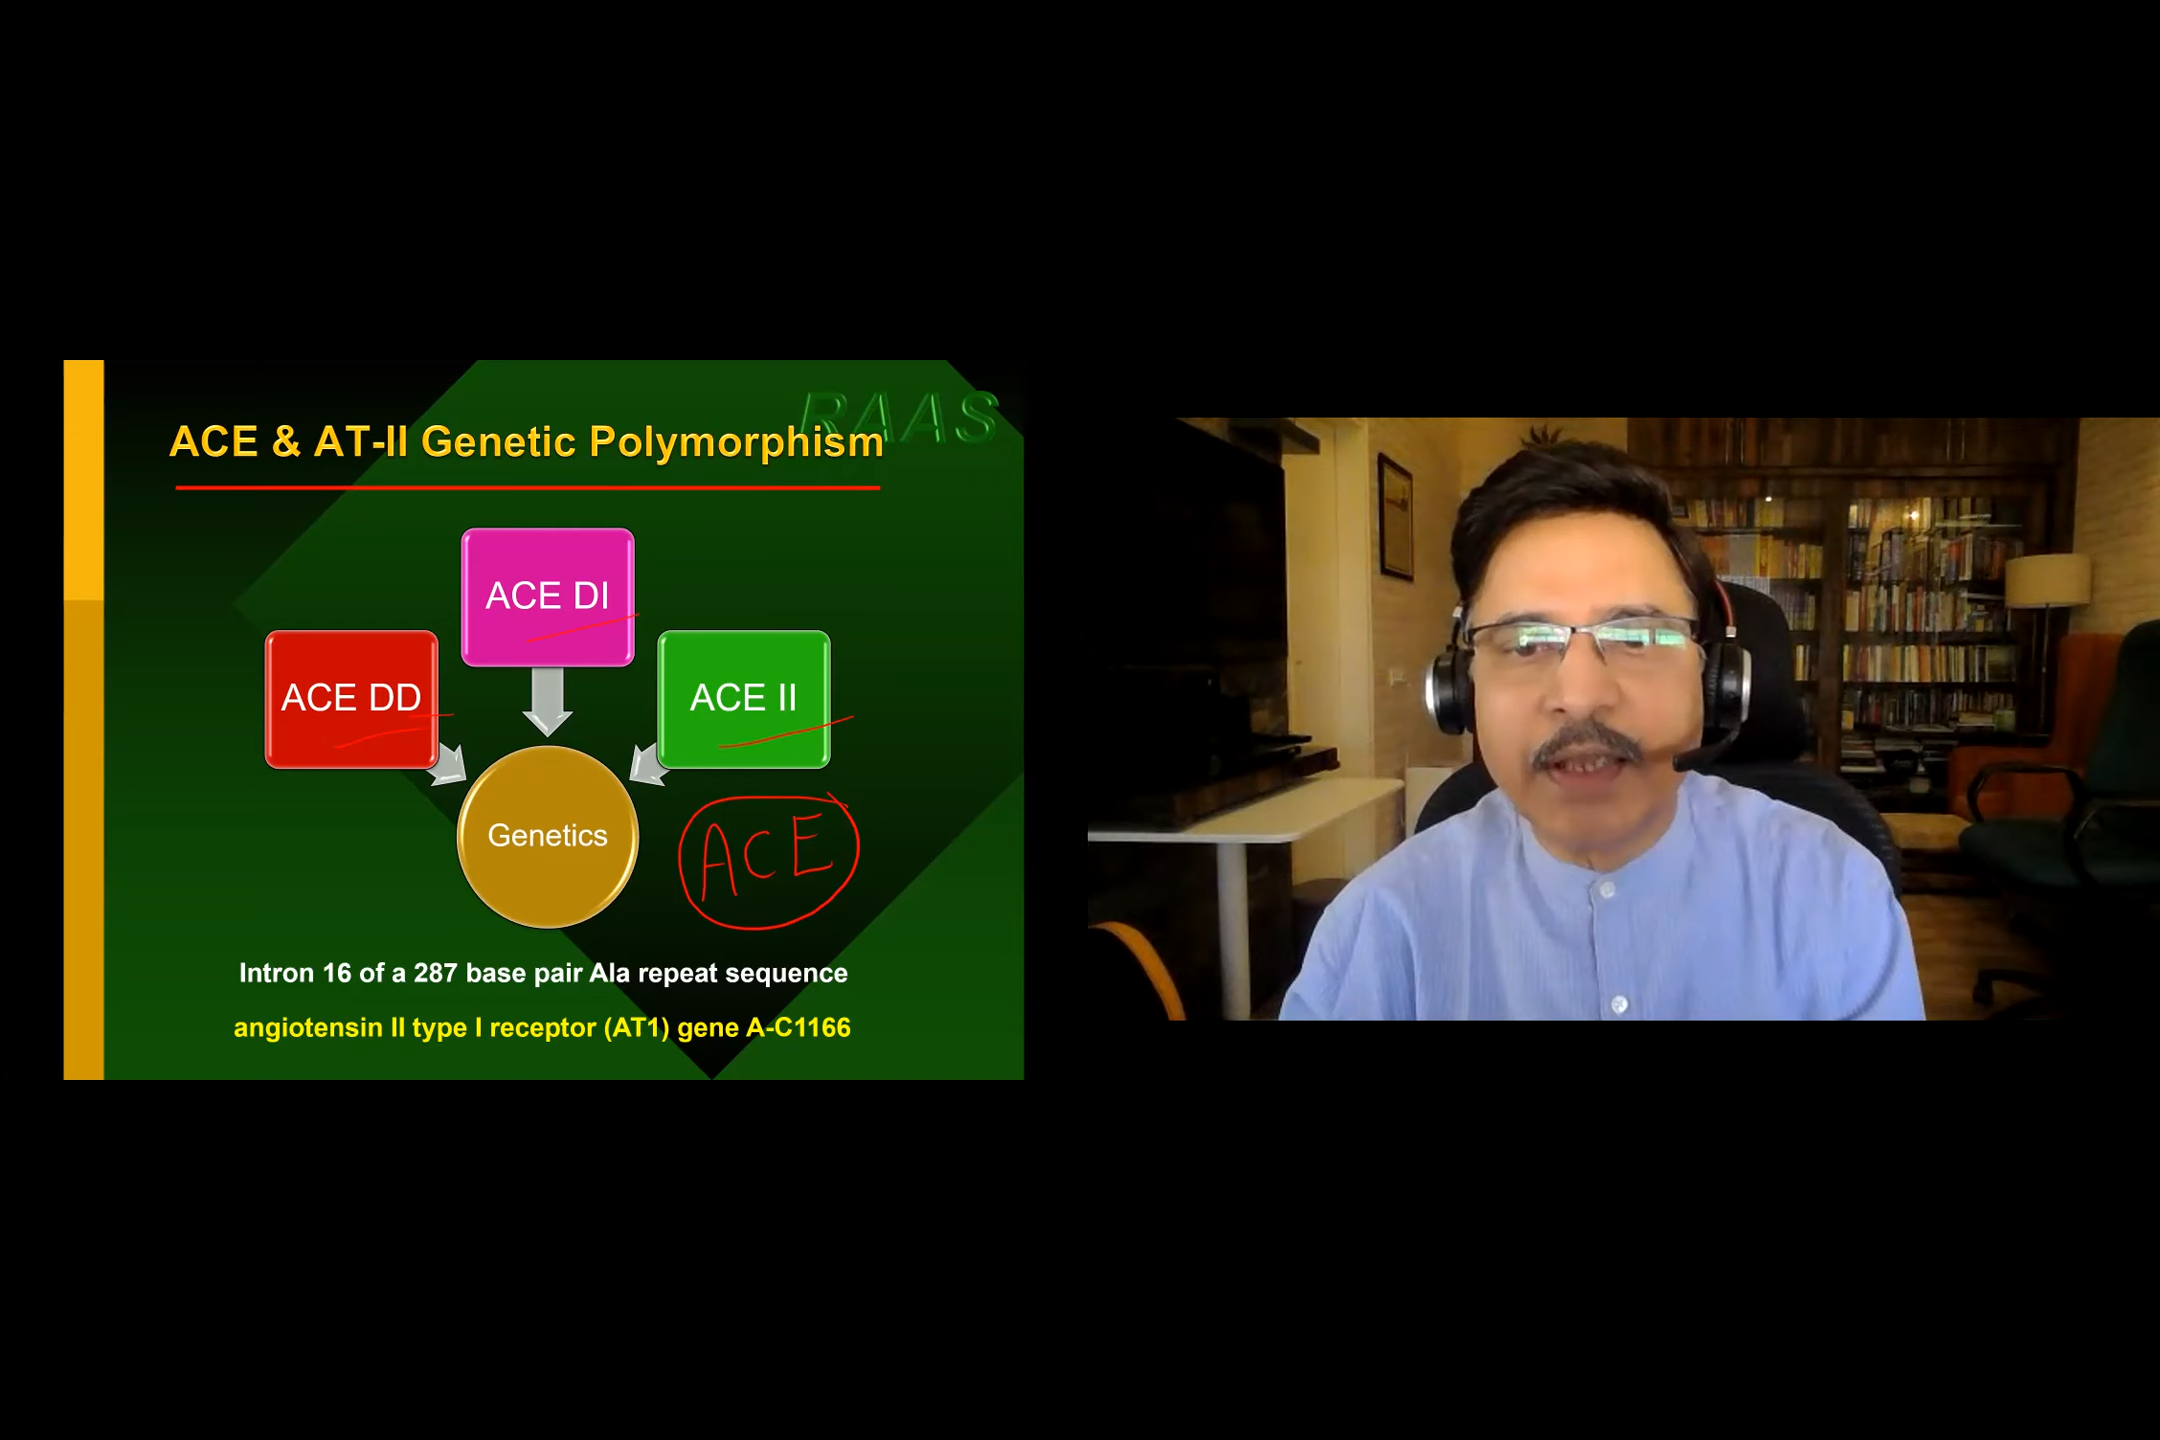 RAAS
ACE & AT-II Genetic Polymorphism
ACE DI
ACE DD
ACE II
Genetics
ACE
Intron 16 of a 287 base pair Ala repeat sequence
angiotensin II type I receptor (AT1) gene A-C1166